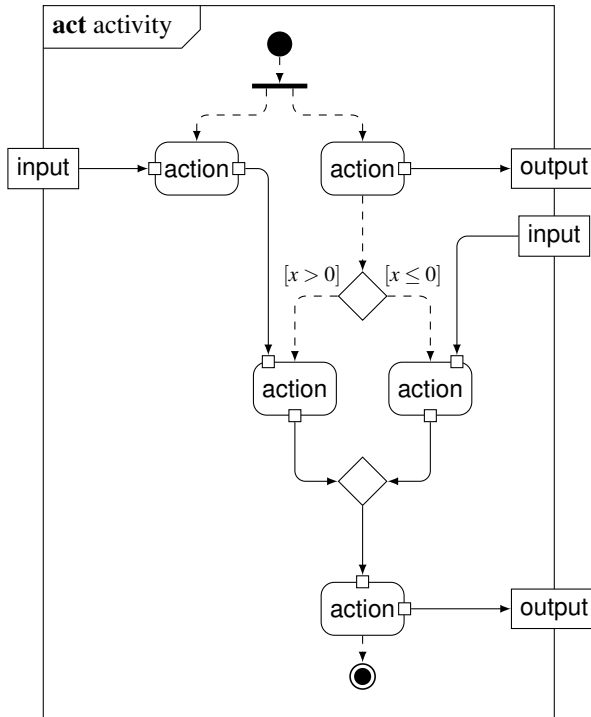 act activity
input
action
action
output
input
[x > 0]
[x ≤ 0]
action
action
action
output